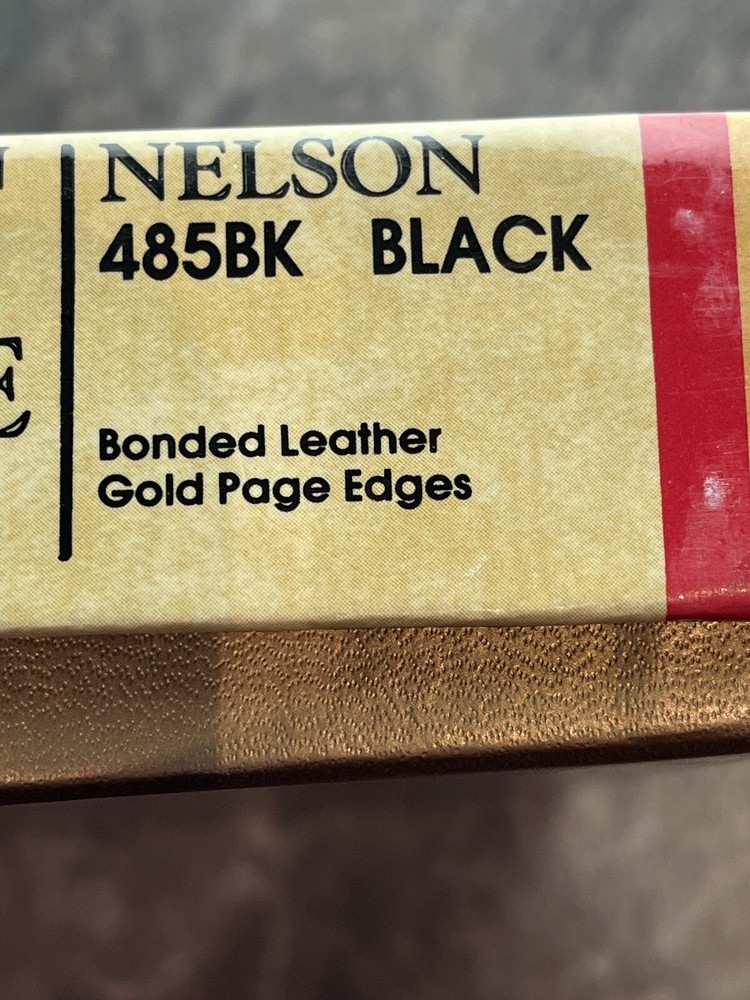 NELSON
485BK BLACK
Bonded Leather
Gold Page Edges